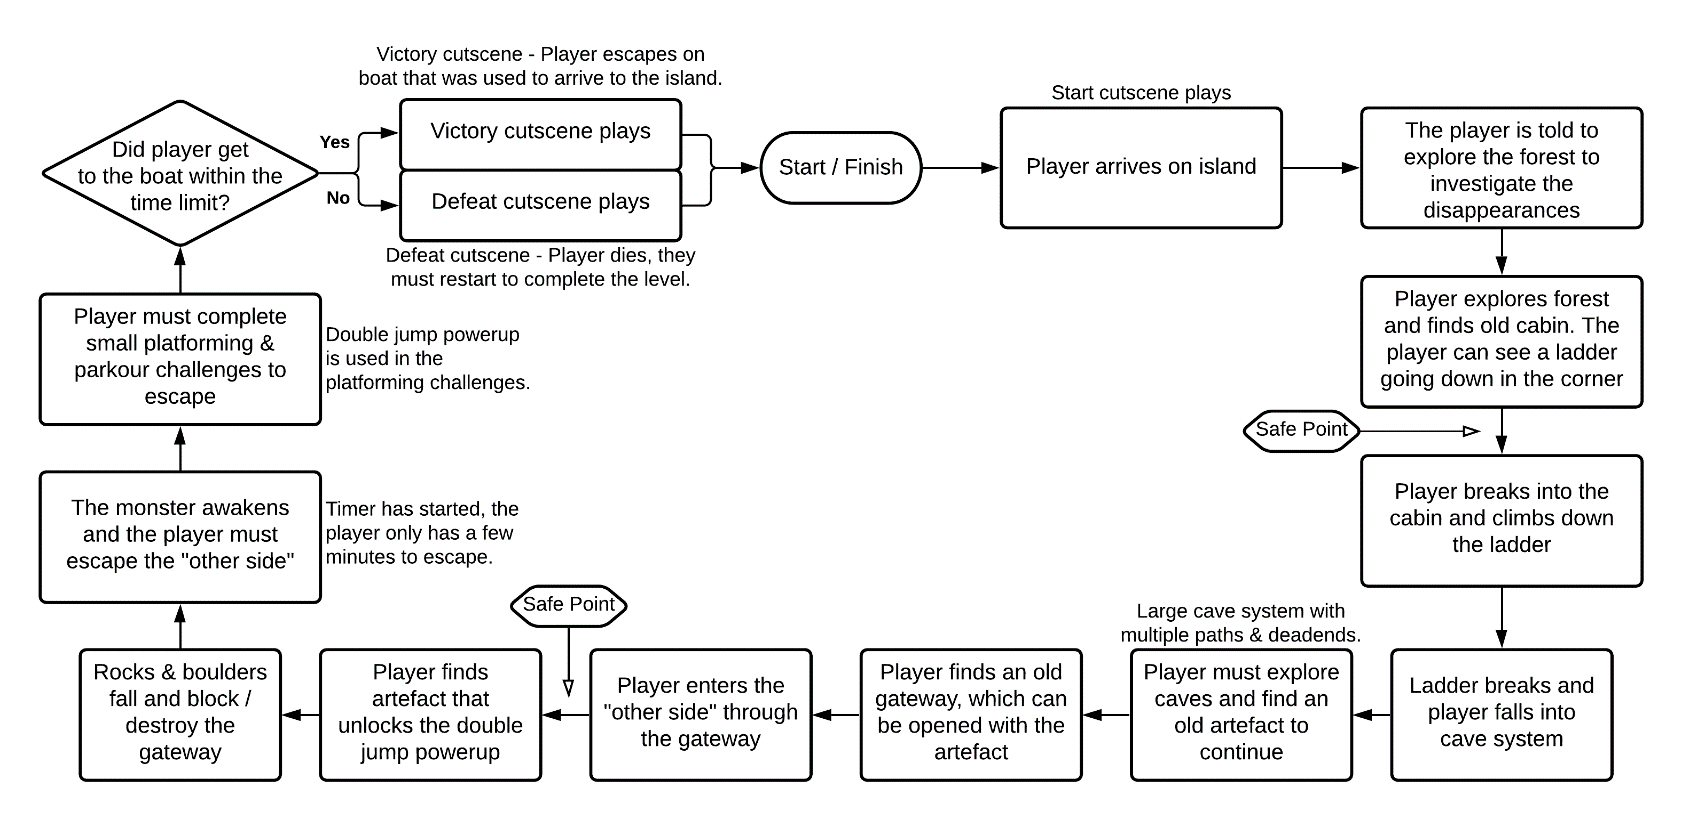 Victory cutscene - Player escapes on
boat that was used to arrive to the island.
Did player get
to the boat within the
time limit?
Yes
No
Victory cutscene plays
Defeat cutscene plays
Defeat cutscene - Player dies, they
must restart to complete the level.
Start / Finish
Start cutscene plays
Player arrives on island
The player is told to
explore the forest to
investigate the
disappearances
Player explores forest
and finds old cabin. The
player can see a ladder
going down in the corner
Safe Point
Player breaks into the
cabin and climbs down
the ladder
Ladder breaks and
player falls into
cave system
Large cave system with
multiple paths & deadends.
Player must explore
caves and find an
old artefact to
continue
Player finds an old
gateway, which can
be opened with the
artefact
Player enters the
"other side" through
the gateway
Safe Point
Player finds
artefact that
unlocks the double
jump powerup
Rocks & boulders
fall and block /
destroy the
gateway
The monster awakens
and the player must
escape the "other side"
Timer has started, the
player only has a few
minutes to escape.
Player must complete
small platforming &
parkour challenges to
escape
Double jump powerup
is used in the
platforming challenges.